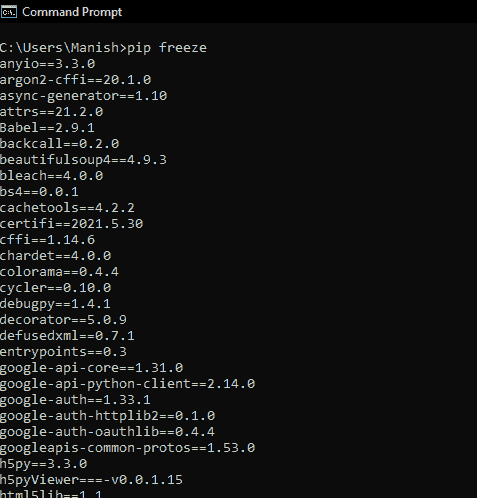 Command Prompt
C:\Users\Manish>pip freeze
anyio==3.3.0
argon2-cffi==20.1.0
async-generator==1.10
attrs==21.2.0
Babel==2.9.1
backcall==0.2.0
beautifulsoup4==4.9.3
bleach==4.0.0
bs4==0.0.1
cachetools==4.2.2
certifi==2021.5.30
cffi==1.14.6
chardet==4.0.0
colorama==0.4.4
cycler==0.10.0
debugpy==1.4.1
decorator==5.0.9
defusedxml==0.7.1
entrypoints==0.3
google-api-core==1.31.0
google-api-python-client==2.14.0
google-auth==1.33.1
google-auth-httplib2==0.1.0
google-auth-oauthlib==0.4.4
googleapis-common-protos==1.53.0
h5py==3.3.0
h5pyViewer===-v0.0.1.15
html5lib==1.1